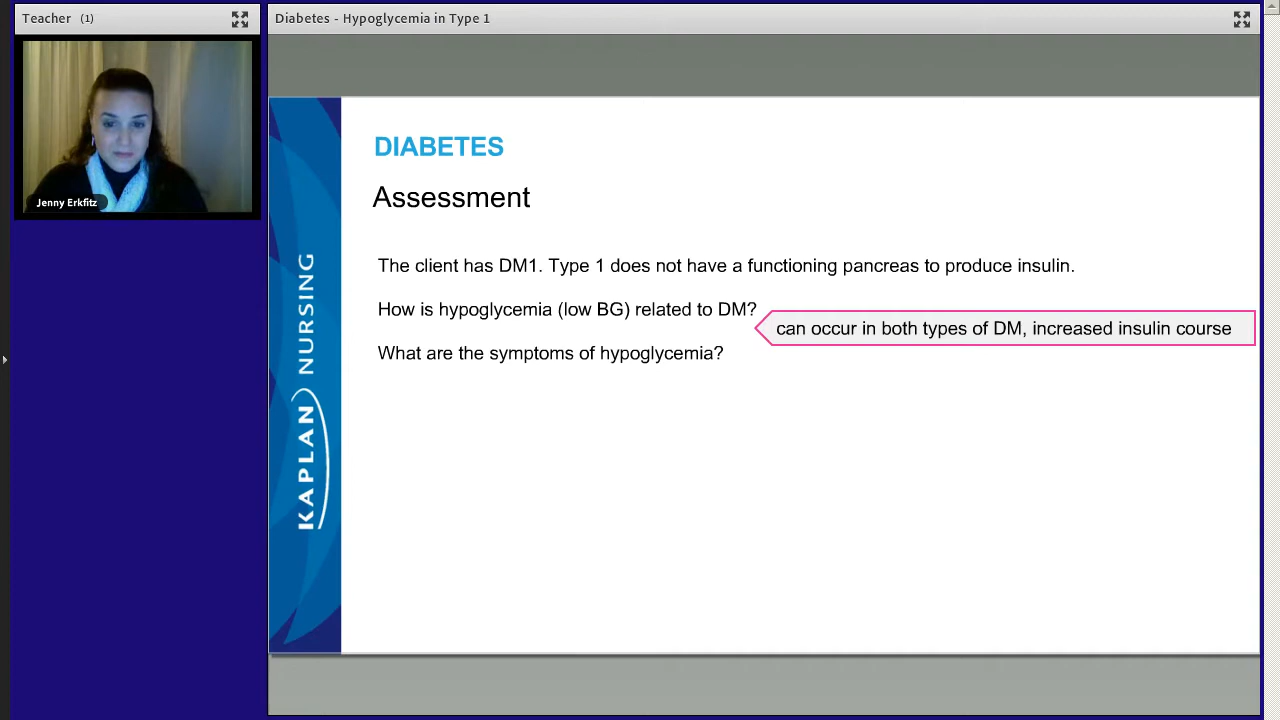 Teacher (1)
Diabetes - Hypoglycemia in Type 1
Jenny Erkfitz
KAPLAN NURSING
DIABETES
Assessment
The client has DM1. Type 1 does not have a functioning pancreas to produce insulin.
How is hypoglycemia (low BG) related to DM?
can occur in both types of DM, increased insulin course
What are the symptoms of hypoglycemia?